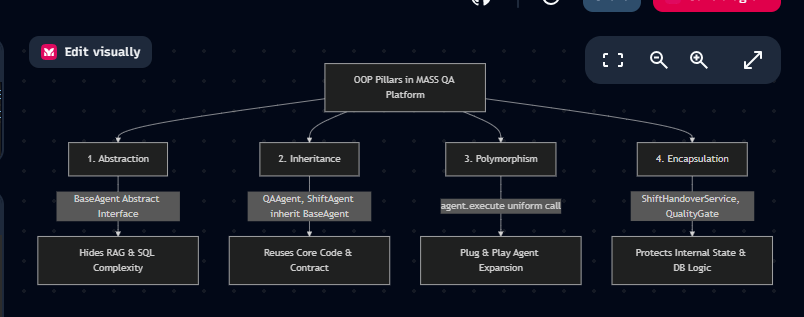 Edit visually
OOP Pillars in MASS QA
Platform
1. Abstraction
2. Inheritance
3. Polymorphism
4. Encapsulation
BaseAgent Abstract
Interface
QAAgent, ShiftAgent
inherit BaseAgent
agent.execute uniform call
ShiftHandoverService,
QualityGate
Hides RAG & SQL
Complexity
Reuses Core Code &
Contract
Plug & Play Agent
Expansion
Protects Internal State &
DB Logic